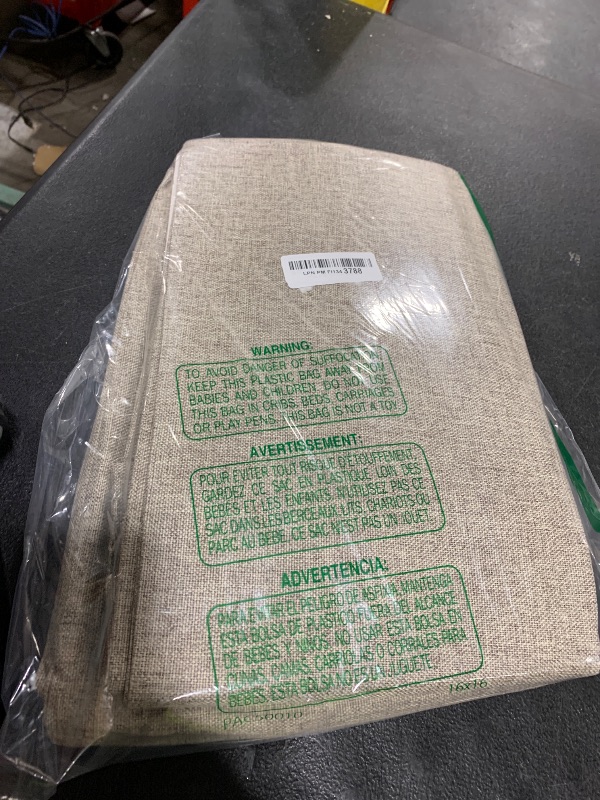 LPN PM 71134 3788
WARNING:
TO AVOID DANGER OF SUFFOCATION
KEEP THIS PLASTIC BAG AWAY FROM
BABIES AND CHILDREN. DO NOT USE
THIS BAG IN CRIBS, BEDS, CARRIAGES
OR PLAY PENS. THIS BAG IS NOT A TOY
AVERTISSEMENT:
POUR EVITER TOUT RISQUE D'ETOUFFEMENT,
GARDEZ CE SAC EN PLASTIQUE LOIN DES
BEBES ET LES ENFANTS. N'UTILISEZ PAS CE
SAC DANS LES BERCEAUX, LITS, CHARIOTS OU
PARC AU BEBE. CE SAC N'EST PAS UN JOUET
ADVERTENCIA:
PARA EVITAR EL PELIGRO DE ASFIXIA, MANTENGA
ESTA BOLSA DE PLASTICO FUERA DEL ALCANCE
DE BEBES Y NINOS. NO USAR ESTA BOLSA EN
CUNAS, CAMAS, CARRIOLAS O CORRALES PARA
BEBES. ESTA BOLSA NO ES UN JUGUETE.